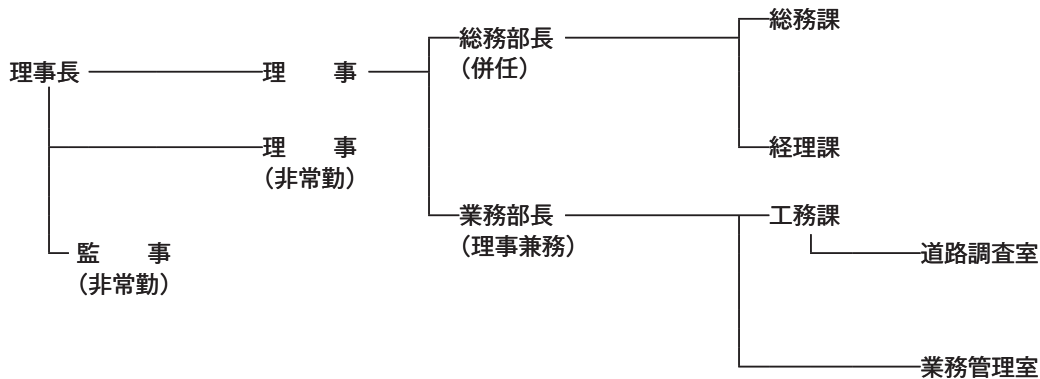 総務課
総務部長
(併任)
理事長
理　　事
経理課
理　　事
(非常勤)
業務部長
(理事兼務)
工務課
監　　事
(非常勤)
道路調査室
業務管理室